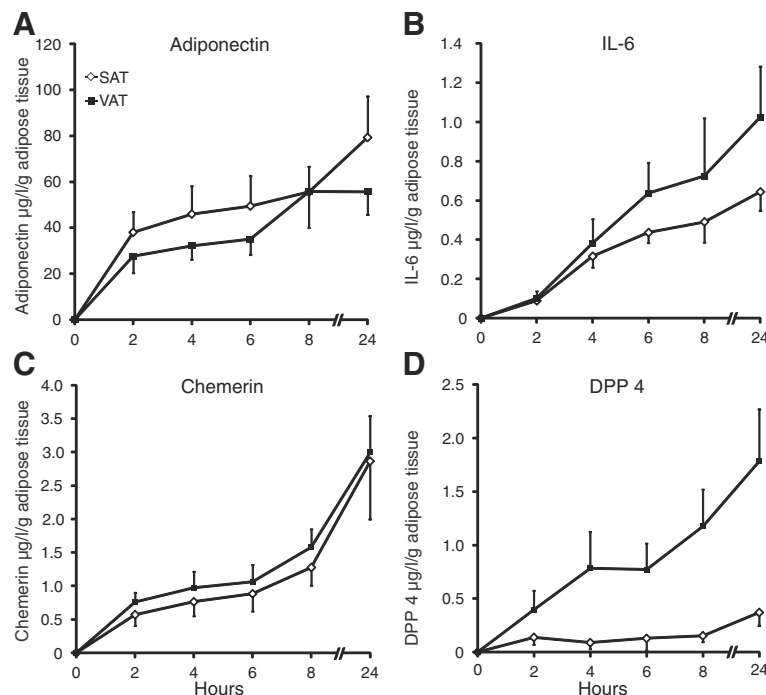 A
Adiponectin
Adiponectin µg/l/g adipose tissue
120
100
80
60
40
20
0
SAT
VAT
0 2 4 6 8 24
B
IL-6
IL-6 µg/l/g adipose tissue
1.4
1.2
1.0
0.8
0.6
0.4
0.2
0
0 2 4 6 8 24
C
Chemerin
Chemerin µg/l/g adipose tissue
4.0
3.5
3.0
2.5
2.0
1.5
1.0
0.5
0
0 2 4 6 8 24
Hours
D
DPP 4
DPP 4 µg/l/g adipose tissue
2.5
2.0
1.5
1.0
0.5
0
0 2 4 6 8 24
Hours